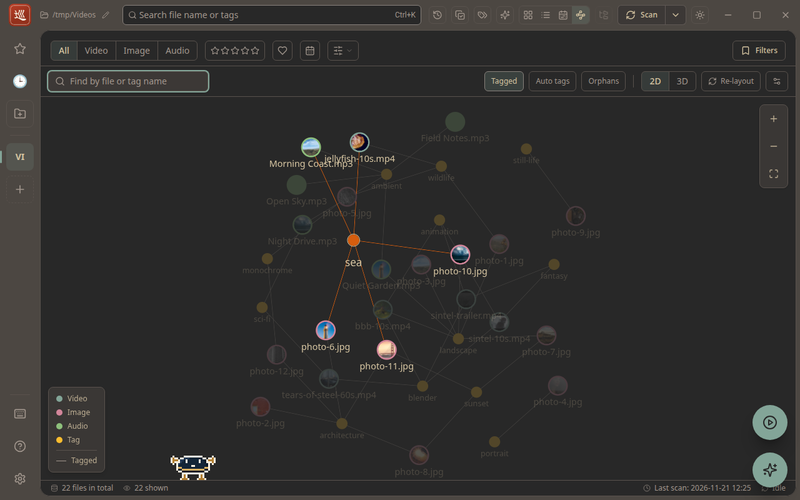 /tmp/Videos
Search file name or tags
Ctrl+K
Scan
All
Video
Image
Audio
Filters
Find by file or tag name
Tagged
Auto tags
Orphans
2D
3D
Re-layout
VI
Field Notes.mp3
Morning Coast.mp3
jellyfish-10s.mp4
still-life
wildlife
ambient
Open Sky.mp3
photo-5.jpg
animation
photo-9.jpg
Night Drive.mp3
photo-1.jpg
sea
monochrome
photo-10.jpg
fantasy
Quiet Garden.mp3
photo-3.jpg
sci-fi
sintel-trailer.mp4
bbb-10s.mp4
sintel-10s.mp4
photo-6.jpg
landscape
photo-7.jpg
photo-11.jpg
photo-12.jpg
tears-of-steel-60s.mp4
blender
sunset
photo-4.jpg
photo-2.jpg
architecture
portrait
photo-8.jpg
Video
Image
Audio
Tag
Tagged
22 files in total
22 shown
Last scan: 2026-11-21 12:25
Idle